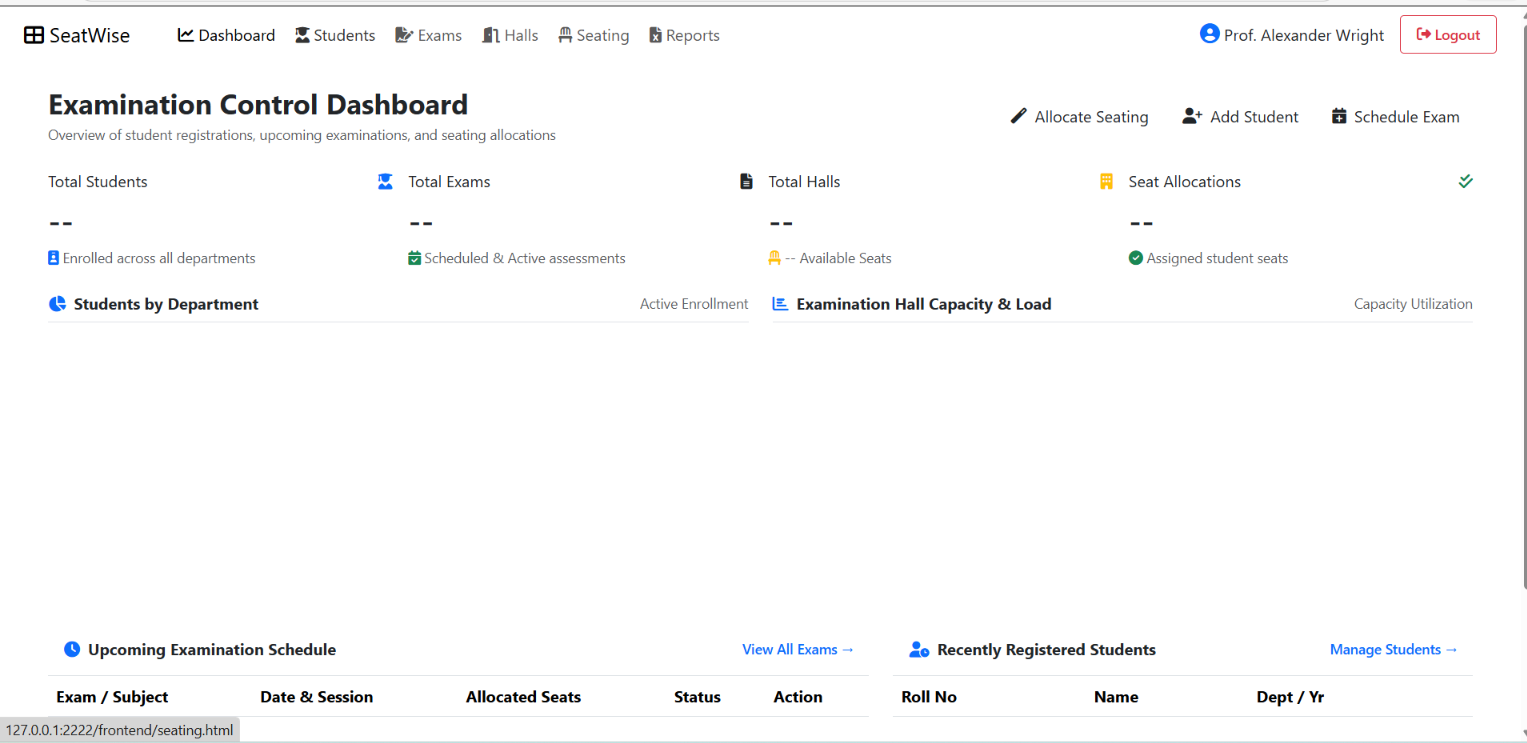 SeatWise Dashboard Students Exams Halls Seating Reports Prof. Alexander Wright Logout
Examination Control Dashboard
Overview of student registrations, upcoming examinations, and seating allocations
Allocate Seating Add Student Schedule Exam
Total Students Total Exams Total Halls Seat Allocations
-- -- -- --
Enrolled across all departments Scheduled & Active assessments -- Available Seats Assigned student seats
Students by Department Active Enrollment Examination Hall Capacity & Load Capacity Utilization
Upcoming Examination Schedule View All Exams → Recently Registered Students Manage Students →
Exam / Subject Date & Session Allocated Seats Status Action Roll No Name Dept / Yr
127.0.0.1:2222/frontend/seating.html